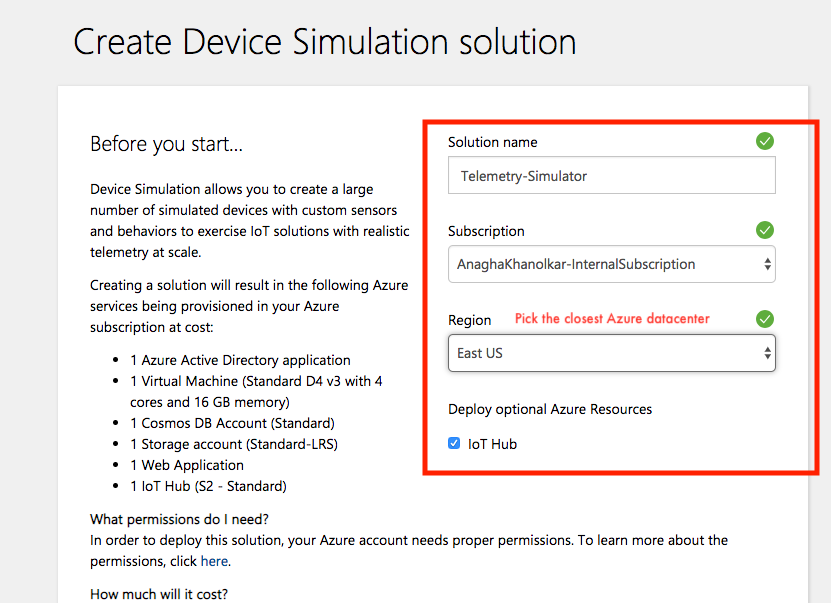 Create Device Simulation solution
Before you start...
Device Simulation allows you to create a large
number of simulated devices with custom sensors
and behaviors to exercise IoT solutions with realistic
telemetry at scale.
Creating a solution will result in the following Azure
services being provisioned in your Azure
subscription at cost:
• 1 Azure Active Directory application
• 1 Virtual Machine (Standard D4 v3 with 4
cores and 16 GB memory)
• 1 Cosmos DB Account (Standard)
• 1 Storage account (Standard-LRS)
• 1 Web Application
• 1 IoT Hub (S2 - Standard)
Solution name
Telemetry-Simulator
Subscription
AnaghaKhanolkar-InternalSubscription
Region Pick the closest Azure datacenter
East US
Deploy optional Azure Resources
IoT Hub
What permissions do I need?
In order to deploy this solution, your Azure account needs proper permissions. To learn more about the
permissions, click here.
How much will it cost?